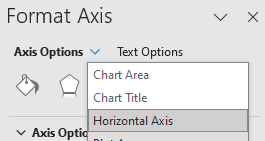 Format Axis
Axis Options Text Options
Chart Area
Chart Title
Horizontal Axis
Axis Optio